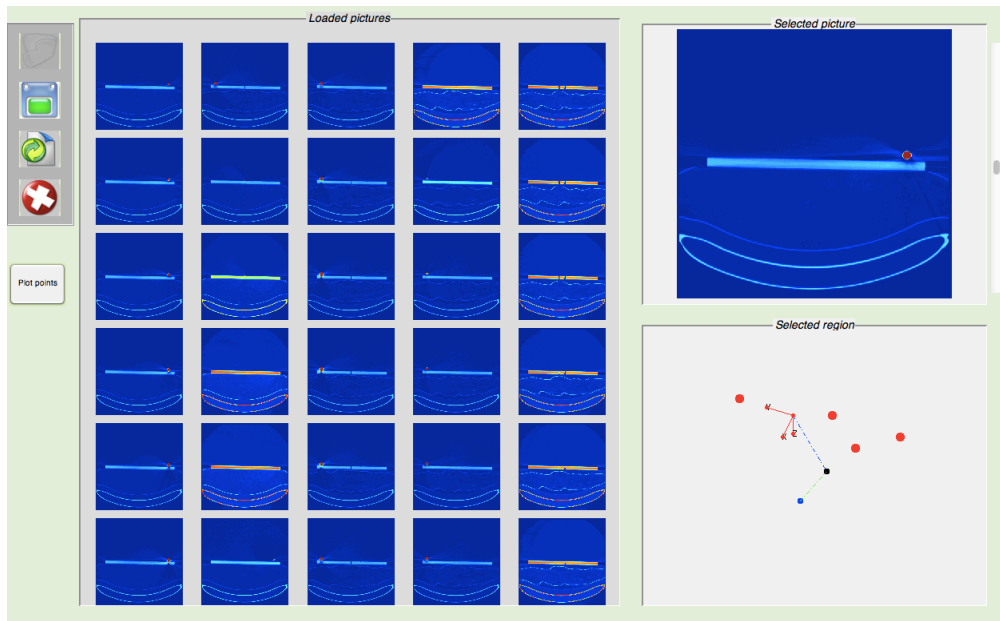 Loaded pictures
Selected picture
Plot points
Selected region
Z